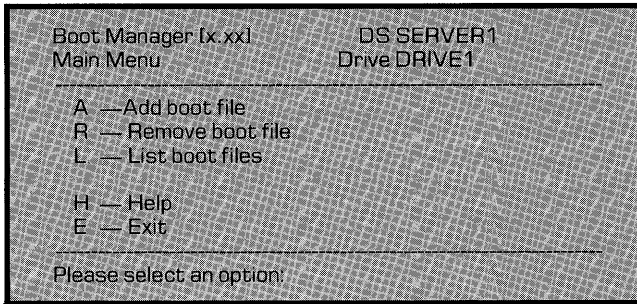 Boot Manager [x.xx] DS SERVER1
Main Menu Drive DRIVE1
A — Add boot file
R — Remove boot file
L — List boot files
H — Help
E — Exit
Please select an option: